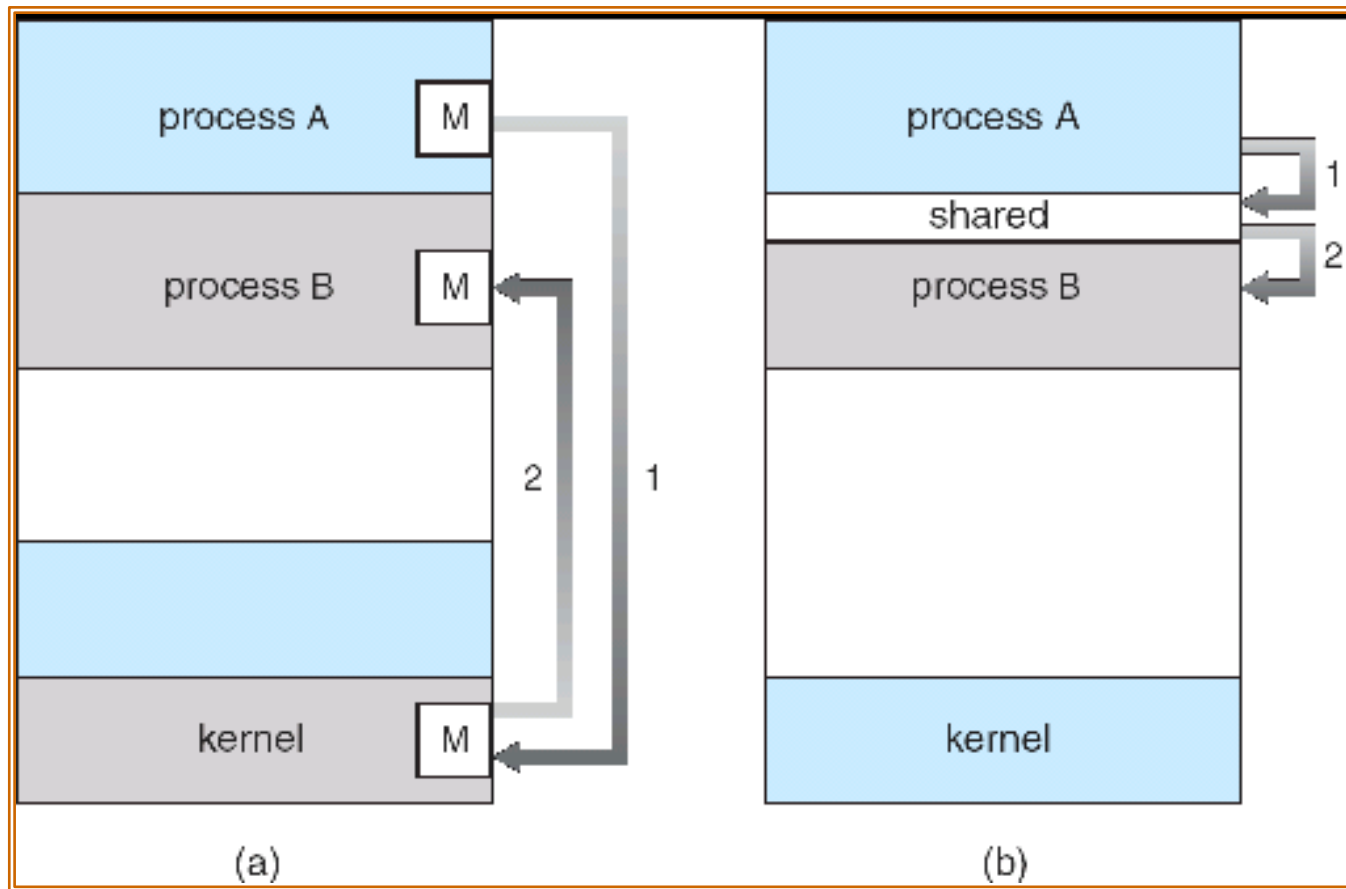 process A
M
process B
M
2
1
kernel
M
(a)
process A
1
shared
2
process B
kernel
(b)